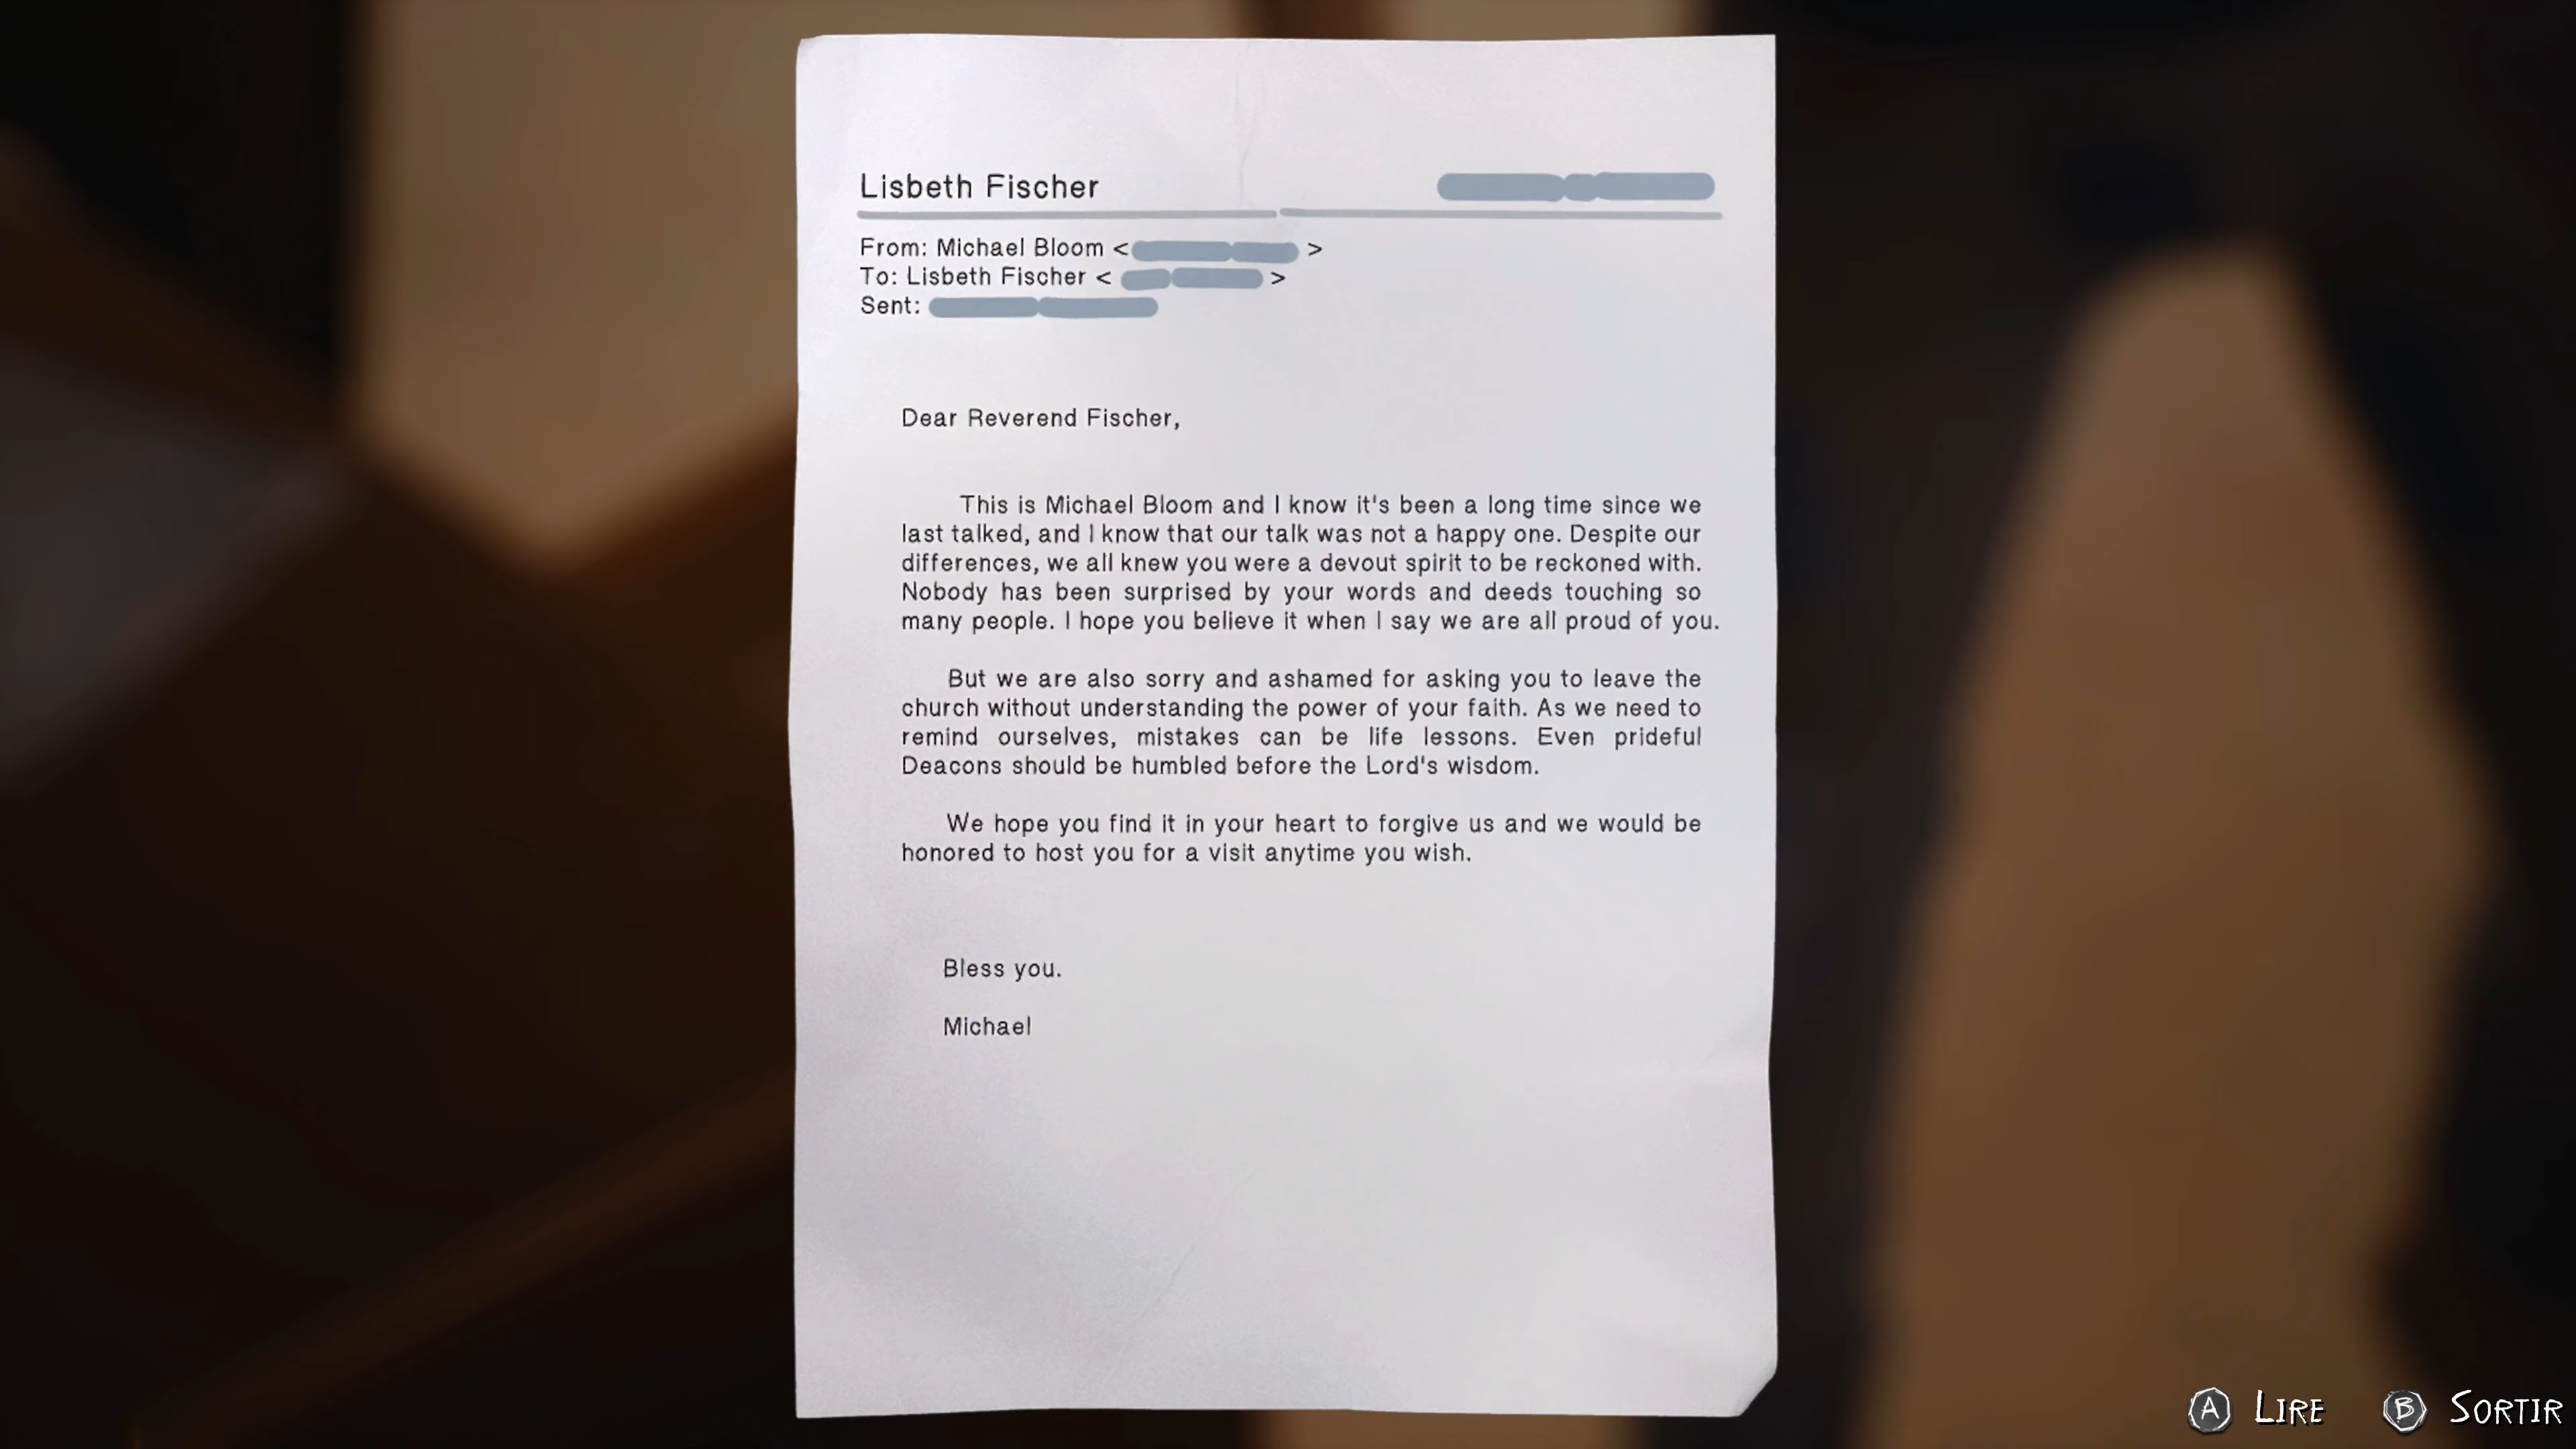 Lisbeth Fischer
From: Michael Bloom < >
To: Lisbeth Fischer < >
Sent:
Dear Reverend Fischer,
This is Michael Bloom and I know it's been a long time since we
last talked, and I know that our talk was not a happy one. Despite our
differences, we all knew you were a devout spirit to be reckoned with.
Nobody has been surprised by your words and deeds touching so
many people. I hope you believe it when I say we are all proud of you.
But we are also sorry and ashamed for asking you to leave the
church without understanding the power of your faith. As we need to
remind ourselves, mistakes can be life lessons. Even prideful
Deacons should be humbled before the Lord's wisdom.
We hope you find it in your heart to forgive us and we would be
honored to host you for a visit anytime you wish.
Bless you.
Michael
A LIRE B SORTIR